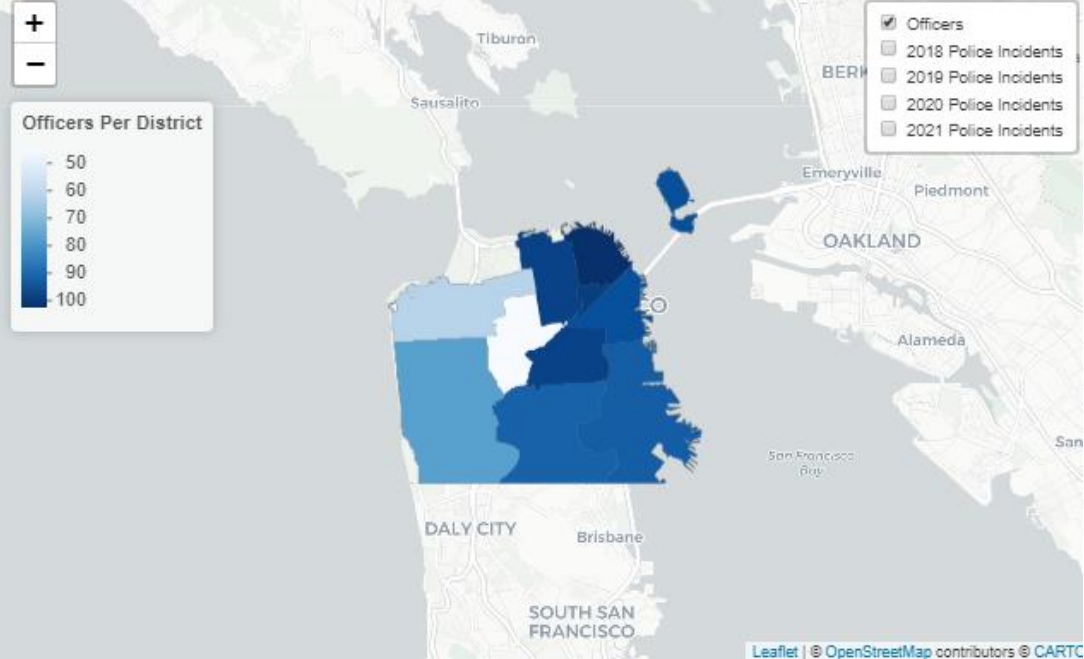 +
−
Officers Per District
50
60
70
80
90
100
Officers
2018 Police Incidents
2019 Police Incidents
2020 Police Incidents
2021 Police Incidents
Tiburon
Sausalito
BERK
Emeryville
Piedmont
OAKLAND
CO
Alameda
San
San Francisco
Bay
DALY CITY
Brisbane
SOUTH SAN
FRANCISCO
Leaflet | © OpenStreetMap contributors © CARTO